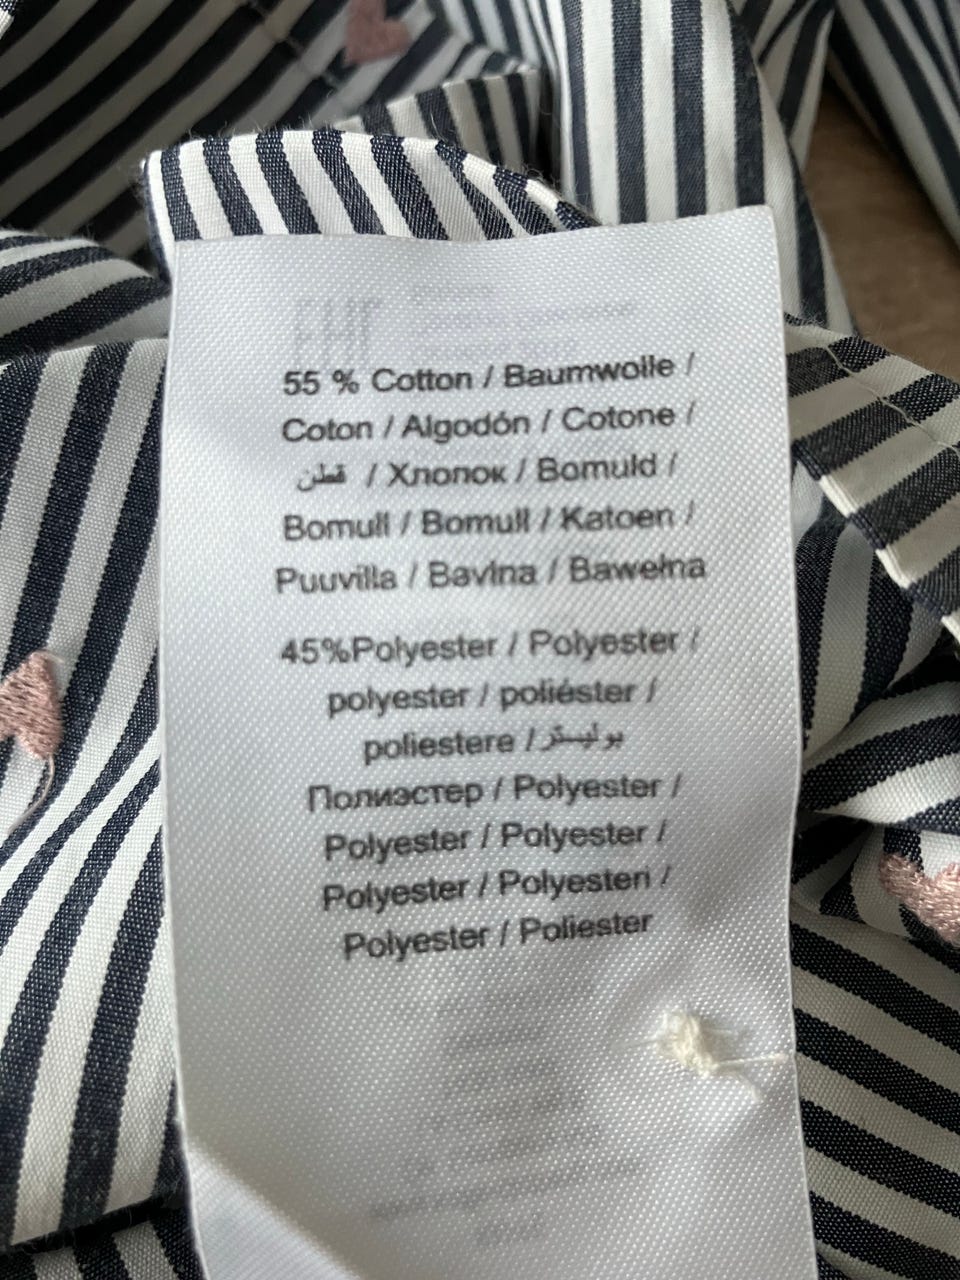 55 % Cotton / Baumwolle /
Coton / Algodón / Cotone /
قطن / Хлопок / Bomuld /
Bomull / Bomull / Katoen /
Puuvilla / Bavlna / Bawełna
45%Polyester / Polyester /
polyester / poliéster /
poliestere / بوليستر
Полиэстер / Polyester /
Polyester / Polyester /
Polyester / Polyesteri /
Polyester / Poliester